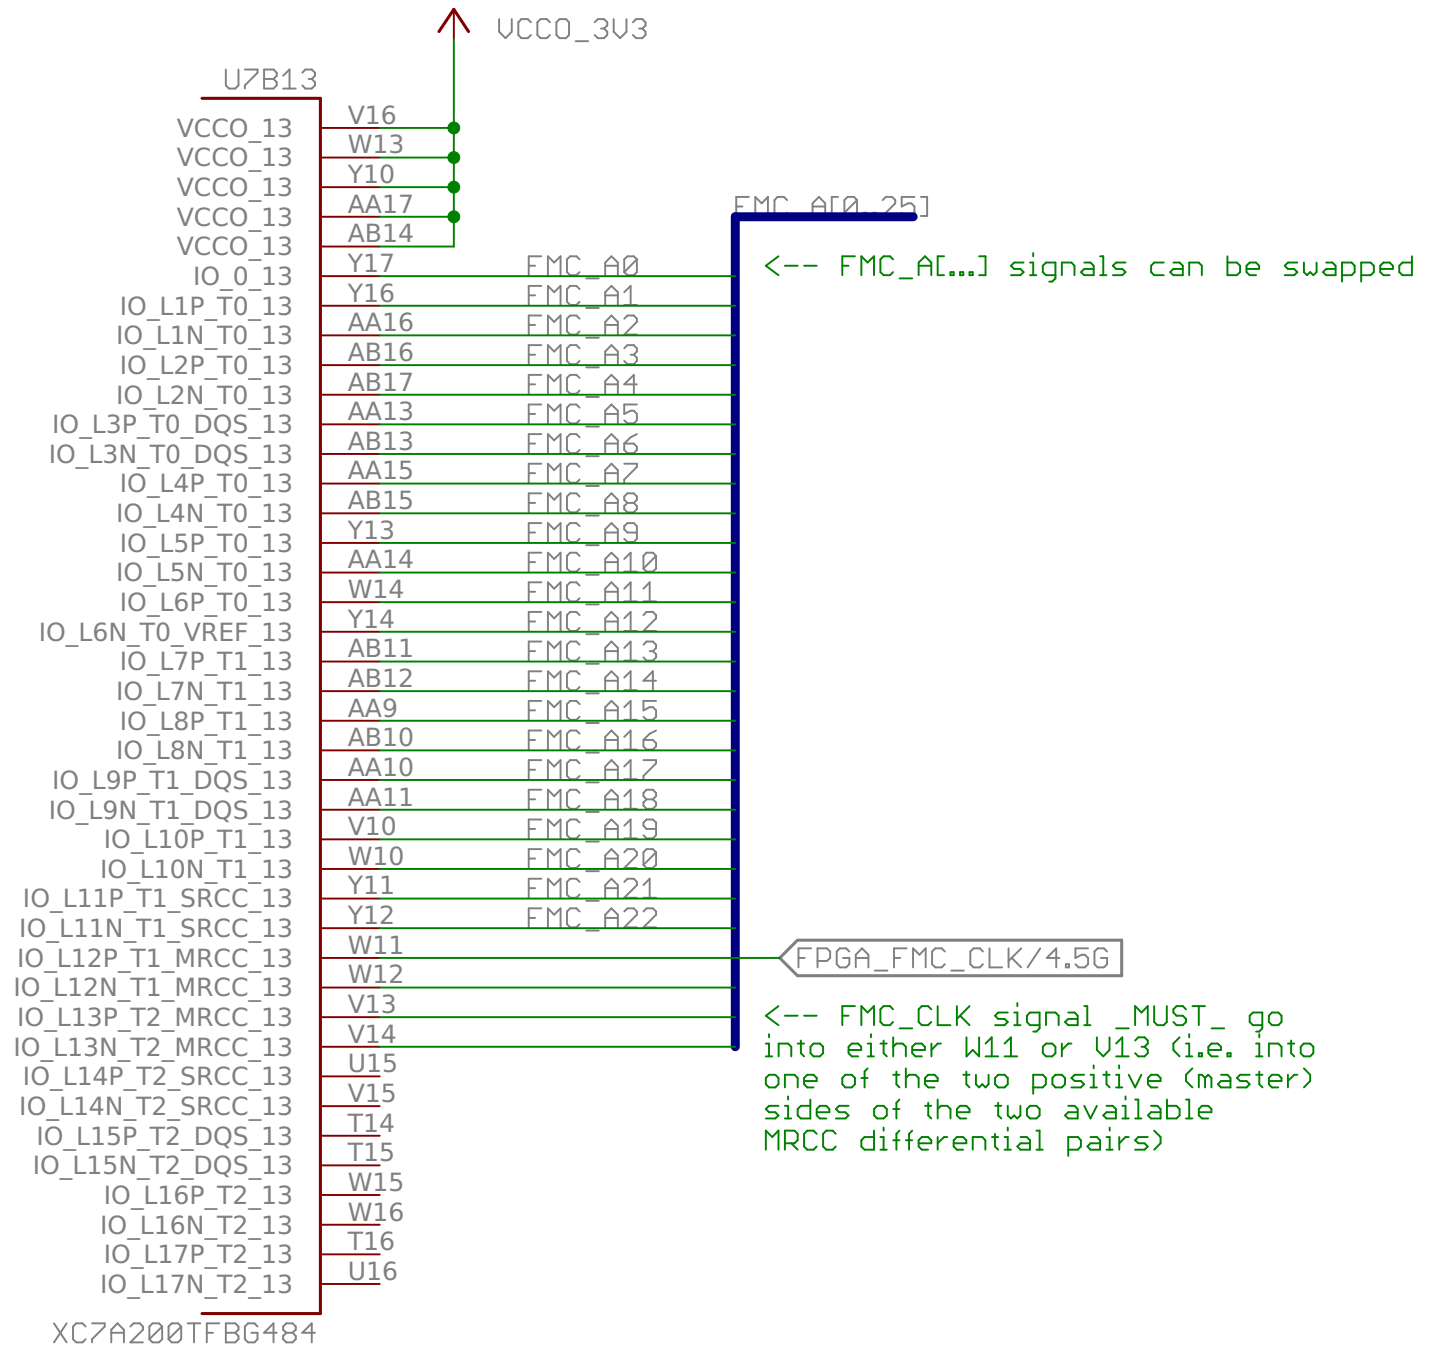 VCCO_3V3
U7B13
VCCO_13 V16
VCCO_13 W13
VCCO_13 Y10
VCCO_13 AA17
FMC_A[0..25]
VCCO_13 AB14
IO_0_13 Y17 FMC_A0 <-- FMC_A[...] signals can be swapped
IO_L1P_T0_13 Y16 FMC_A1
IO_L1N_T0_13 AA16 FMC_A2
IO_L2P_T0_13 AB16 FMC_A3
IO_L2N_T0_13 AB17 FMC_A4
IO_L3P_T0_DQS_13 AA13 FMC_A5
IO_L3N_T0_DQS_13 AB13 FMC_A6
IO_L4P_T0_13 AA15 FMC_A7
IO_L4N_T0_13 AB15 FMC_A8
IO_L5P_T0_13 Y13 FMC_A9
IO_L5N_T0_13 AA14 FMC_A10
IO_L6P_T0_13 W14 FMC_A11
IO_L6N_T0_VREF_13 Y14 FMC_A12
IO_L7P_T1_13 AB11 FMC_A13
IO_L7N_T1_13 AB12 FMC_A14
IO_L8P_T1_13 AA9 FMC_A15
IO_L8N_T1_13 AB10 FMC_A16
IO_L9P_T1_DQS_13 AA10 FMC_A17
IO_L9N_T1_DQS_13 AA11 FMC_A18
IO_L10P_T1_13 V10 FMC_A19
IO_L10N_T1_13 W10 FMC_A20
IO_L11P_T1_SRCC_13 Y11 FMC_A21
IO_L11N_T1_SRCC_13 Y12 FMC_A22
IO_L12P_T1_MRCC_13 W11 FPGA_FMC_CLK/4.5G
IO_L12N_T1_MRCC_13 W12
IO_L13P_T2_MRCC_13 V13
IO_L13N_T2_MRCC_13 V14
IO_L14P_T2_SRCC_13 U15
IO_L14N_T2_SRCC_13 V15
IO_L15P_T2_DQS_13 T14
IO_L15N_T2_DQS_13 T15
IO_L16P_T2_13 W15
IO_L16N_T2_13 W16
IO_L17P_T2_13 T16
IO_L17N_T2_13 U16
<-- FMC_CLK signal _MUST_ go
into either W11 or V13 (i.e. into
one of the two positive (master)
sides of the two available
MRCC differential pairs)
XC7A200TFBG484